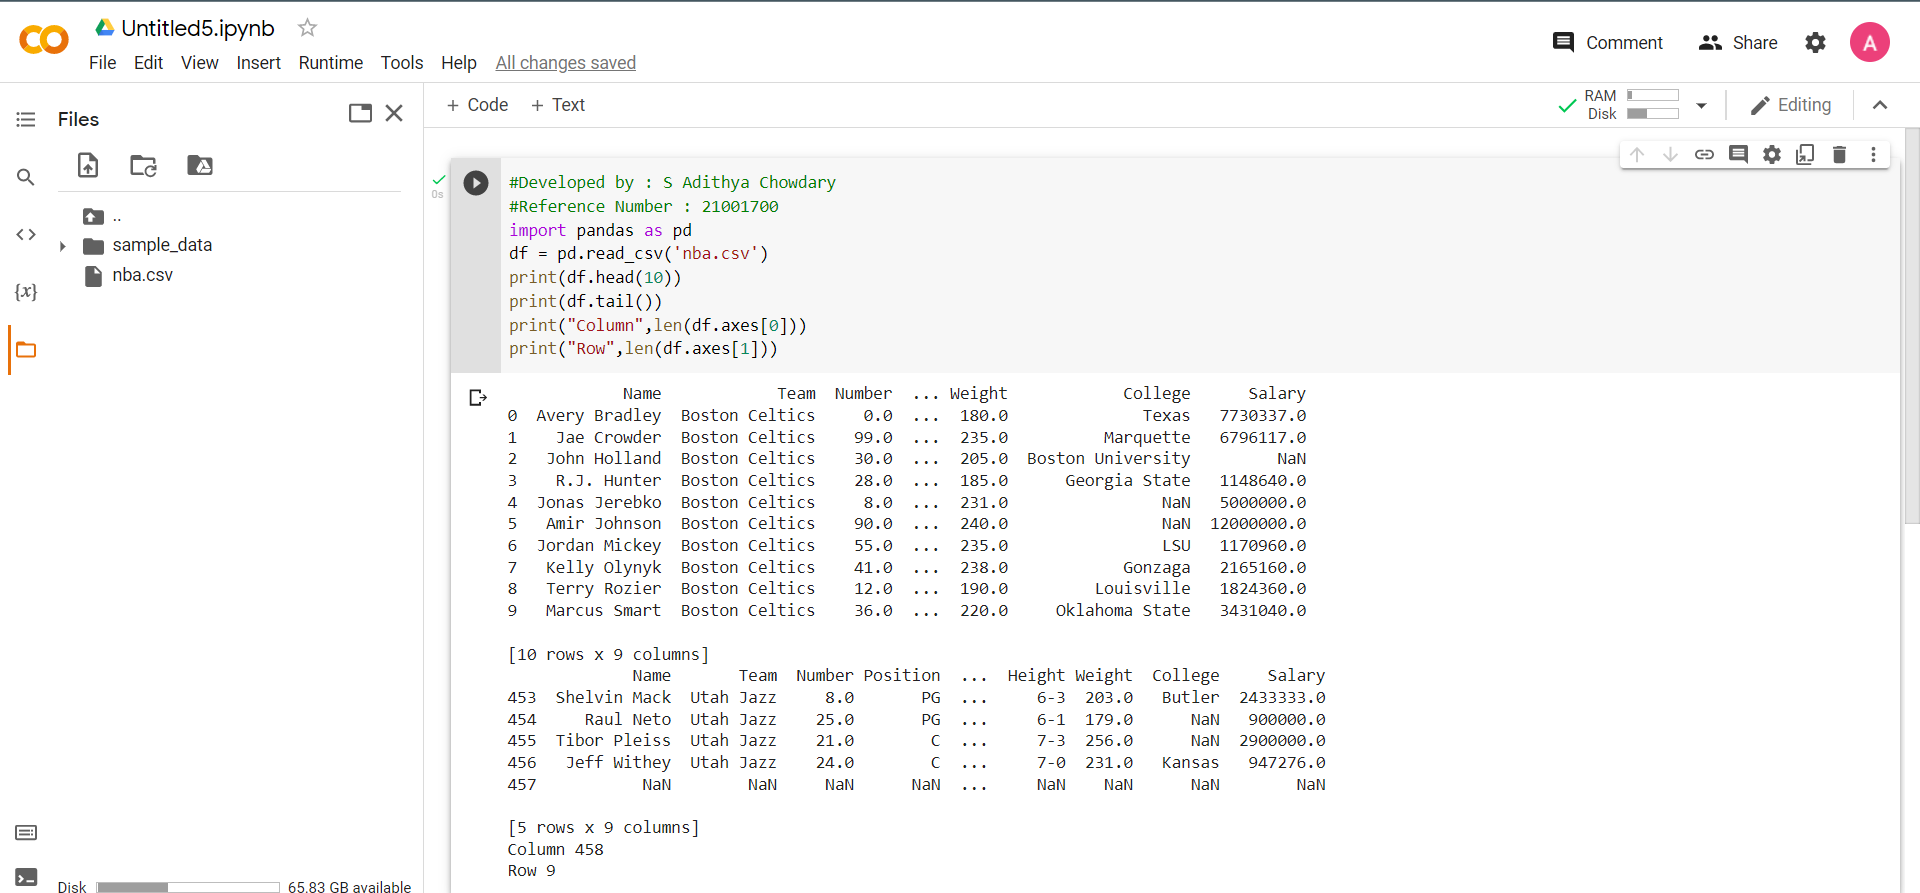 Untitled5.ipynb
Comment Share A
File Edit View Insert Runtime Tools Help All changes saved
Files
+ Code + Text
RAM
Disk
Editing
..
sample_data
nba.csv
{x}
0s
#Developed by : S Adithya Chowdary
#Reference Number : 21001700
import pandas as pd
df = pd.read_csv('nba.csv')
print(df.head(10))
print(df.tail())
print("Column",len(df.axes[0]))
print("Row",len(df.axes[1]))
Name Team Number ... Weight College Salary
0 Avery Bradley Boston Celtics 0.0 ... 180.0 Texas 7730337.0
1 Jae Crowder Boston Celtics 99.0 ... 235.0 Marquette 6796117.0
2 John Holland Boston Celtics 30.0 ... 205.0 Boston University NaN
3 R.J. Hunter Boston Celtics 28.0 ... 185.0 Georgia State 1148640.0
4 Jonas Jerebko Boston Celtics 8.0 ... 231.0 NaN 5000000.0
5 Amir Johnson Boston Celtics 90.0 ... 240.0 NaN 12000000.0
6 Jordan Mickey Boston Celtics 55.0 ... 235.0 LSU 1170960.0
7 Kelly Olynyk Boston Celtics 41.0 ... 238.0 Gonzaga 2165160.0
8 Terry Rozier Boston Celtics 12.0 ... 190.0 Louisville 1824360.0
9 Marcus Smart Boston Celtics 36.0 ... 220.0 Oklahoma State 3431040.0
[10 rows x 9 columns]
Name Team Number Position ... Height Weight College Salary
453 Shelvin Mack Utah Jazz 8.0 PG ... 6-3 203.0 Butler 2433333.0
454 Raul Neto Utah Jazz 25.0 PG ... 6-1 179.0 NaN 900000.0
455 Tibor Pleiss Utah Jazz 21.0 C ... 7-3 256.0 NaN 2900000.0
456 Jeff Withey Utah Jazz 24.0 C ... 7-0 231.0 Kansas 947276.0
457 NaN NaN NaN NaN ... NaN NaN NaN NaN
[5 rows x 9 columns]
Column 458
Row 9
Disk 65.83 GB available